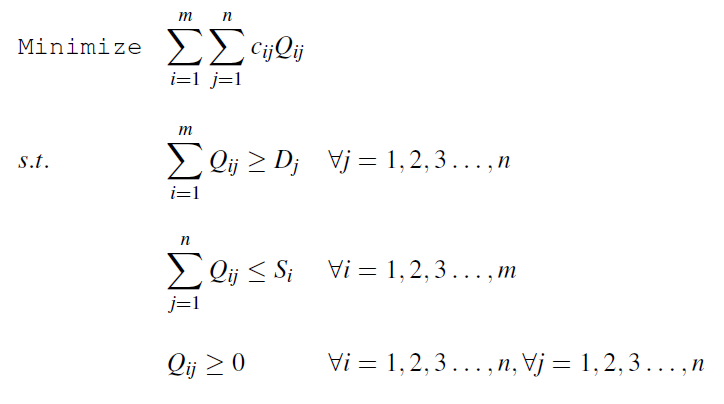 Minimize ∑_{i=1}^{m} ∑_{j=1}^{n} c_{ij}Q_{ij}
s.t. ∑_{i=1}^{m} Q_{ij} ≥ D_j ∀j = 1,2,3…,n
∑_{j=1}^{n} Q_{ij} ≤ S_i ∀i = 1,2,3…,m
Q_{ij} ≥ 0 ∀i = 1,2,3…,n,∀j = 1,2,3…,n